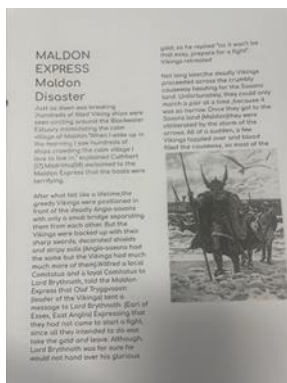 MALDON
EXPRESS
Maldon
Disaster
Just as dawn was breaking
,hundreds of filled Viking ships were
seen circling around the Blackwater
Estuary intimidating the calm
village of Maldon."When I woke up in
the morning I saw hundreds of
ships crowding the calm village I
love to live in," explained Cuthbert
exclaimed to the
Maldon Express that the boats were
terrifying.
After what felt like a lifetime,the
greedy Vikings were positioned in
front of the deadly Anglo-saxons
with only a small bridge separating
them from each other. But the
Vikings were backed up with their
sharp swords, decorated shields
and stripy sails (Anglo-saxons had
the same but the Vikings had much
much more of them).Wilfred a local
Comitatus and a loyal Comitatus to
Lord Brythnoth, told the Maldon
Express that Olaf Tryggvason
(leader of the Vikings) sent a
message to Lord Brythnoth, (Earl of
Essex, East Anglia) Expressing that
they had not come to start a fight,
since all they intended to do was
take the gold and leave. Although,
Lord Brythnoth was for sure he
would not hand over his glorious
gold, so he replied "no it won't be
that easy, prepare for a fight".
Vikings retreated
Not long later,the deadly Vikings
proceeded across the crumbly
causeway heading for the Saxons
land. Unfortunately, they could only
march a pair at a time ,because it
was so narrow. Once they got to the
Saxons land (Maldon)they were
obliterated by the storm of the
arrows. All of a sudden, a few
Vikings toppled over and blood
filled the causeway, so most of the